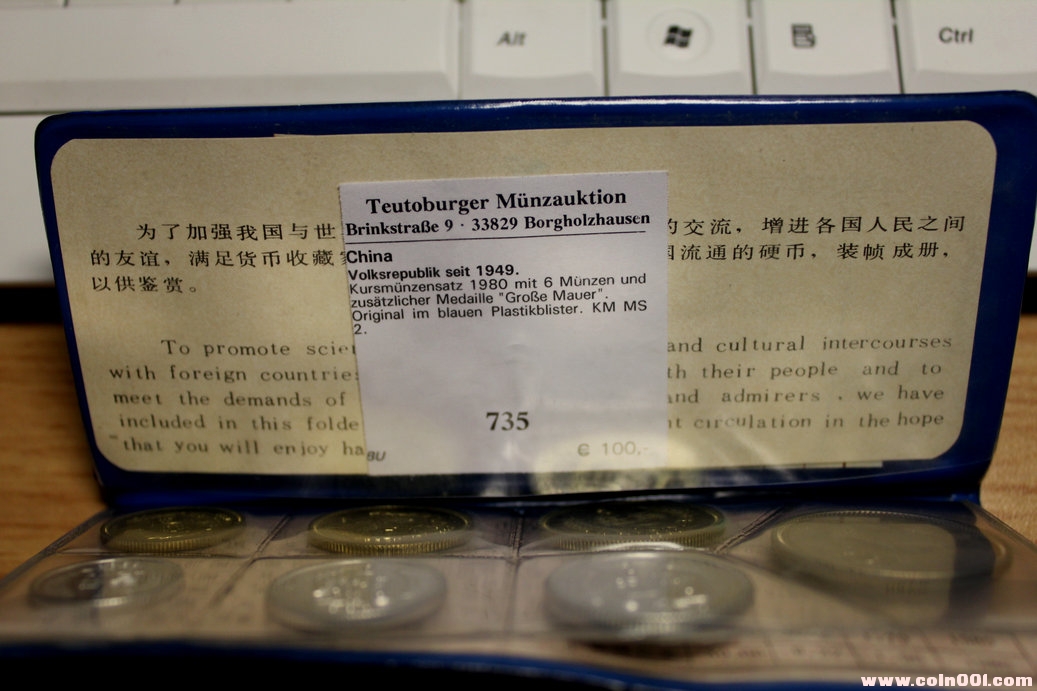 Alt
Ctrl
为了加强我国与世
的交流，增进各国人民之间
的友谊，满足货币收藏家
国流通的硬币，装帧成册，
以供鉴赏。
To promote scien
and cultural intercourses
with foreign countries
th their people and to
meet the demands of
and admirers , we have
included in this folde
nt circulation in the hope
that you will enjoy ha
Teutoburger Münzauktion
Brinkstraße 9 · 33829 Borgholzhausen
China
Volksrepublik seit 1949.
Kursmünzensatz 1980 mit 6 Münzen und
zusätzlicher Medaille "Große Mauer".
Original im blauen Plastikblister. KM MS
2.
735
BU
€ 100,-
www.coin001.com